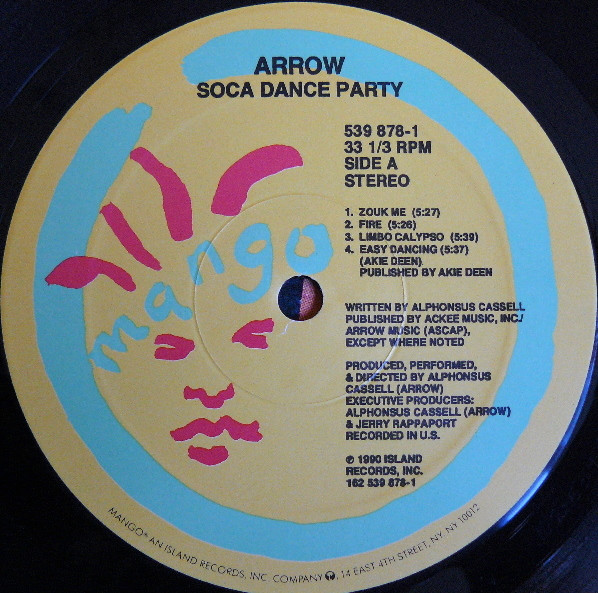 ARROW
SOCA DANCE PARTY
539 878-1
33 1/3 RPM
SIDE A
STEREO
1. ZOUK ME (5:27)
2. FIRE (5:26)
3. LIMBO CALYPSO (5:39)
4. EASY DANCING (5:37)
(AKIE DEEN)
PUBLISHED BY AKIE DEEN
mango
WRITTEN BY ALPHONSUS CASSELL
PUBLISHED BY ACKEE MUSIC, INC./
ARROW MUSIC (ASCAP),
EXCEPT WHERE NOTED
PRODUCED, PERFORMED,
& DIRECTED BY ALPHONSUS
CASSELL (ARROW)
EXECUTIVE PRODUCERS:
ALPHONSUS CASSELL (ARROW)
& JERRY RAPPAPORT
RECORDED IN U.S.
℗ 1990 ISLAND
RECORDS, INC.
162 539 878-1
MANGO® AN ISLAND RECORDS, INC. COMPANY, 14 EAST 4TH STREET, NY, NY 10012